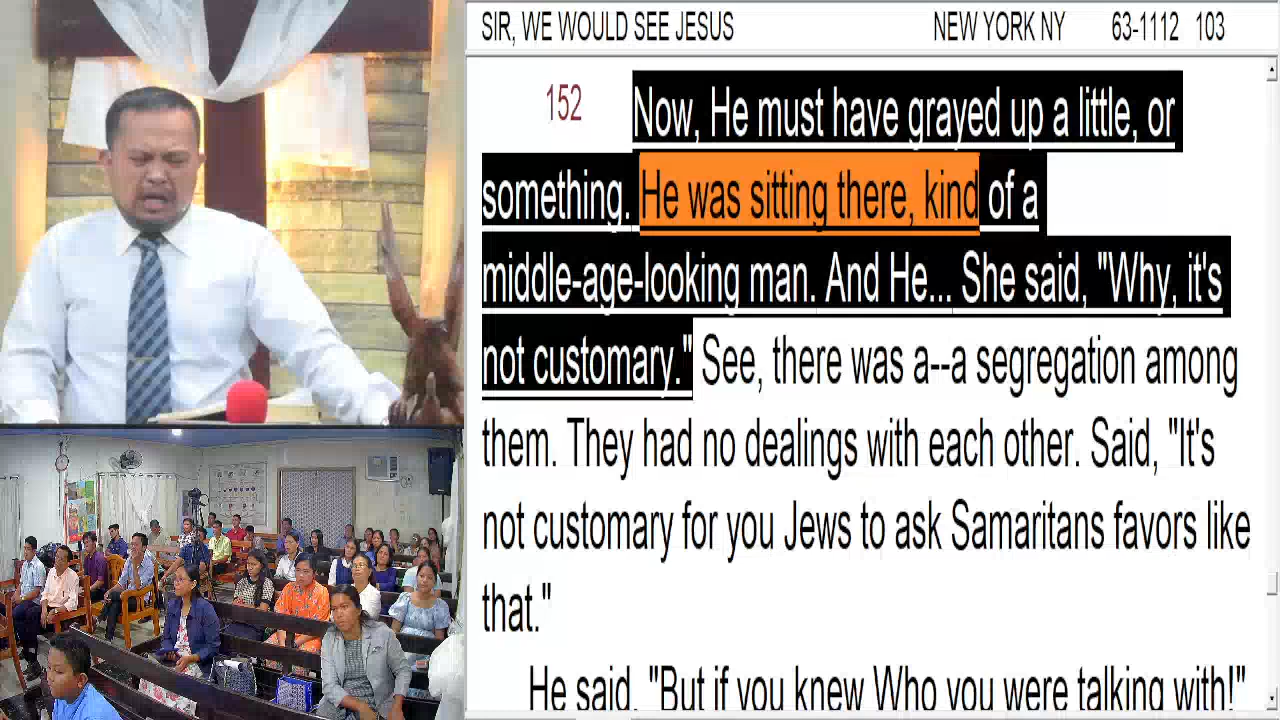 SIR, WE WOULD SEE JESUS NEW YORK NY 63-1112 103
152 Now, He must have grayed up a little, or
something. He was sitting there, kind of a
middle-age-looking man. And He... She said, "Why, it's
not customary." See, there was a--a segregation among
them. They had no dealings with each other. Said, "It's
not customary for you Jews to ask Samaritans favors like
that."
He said, "But if you knew Who you were talking with!"